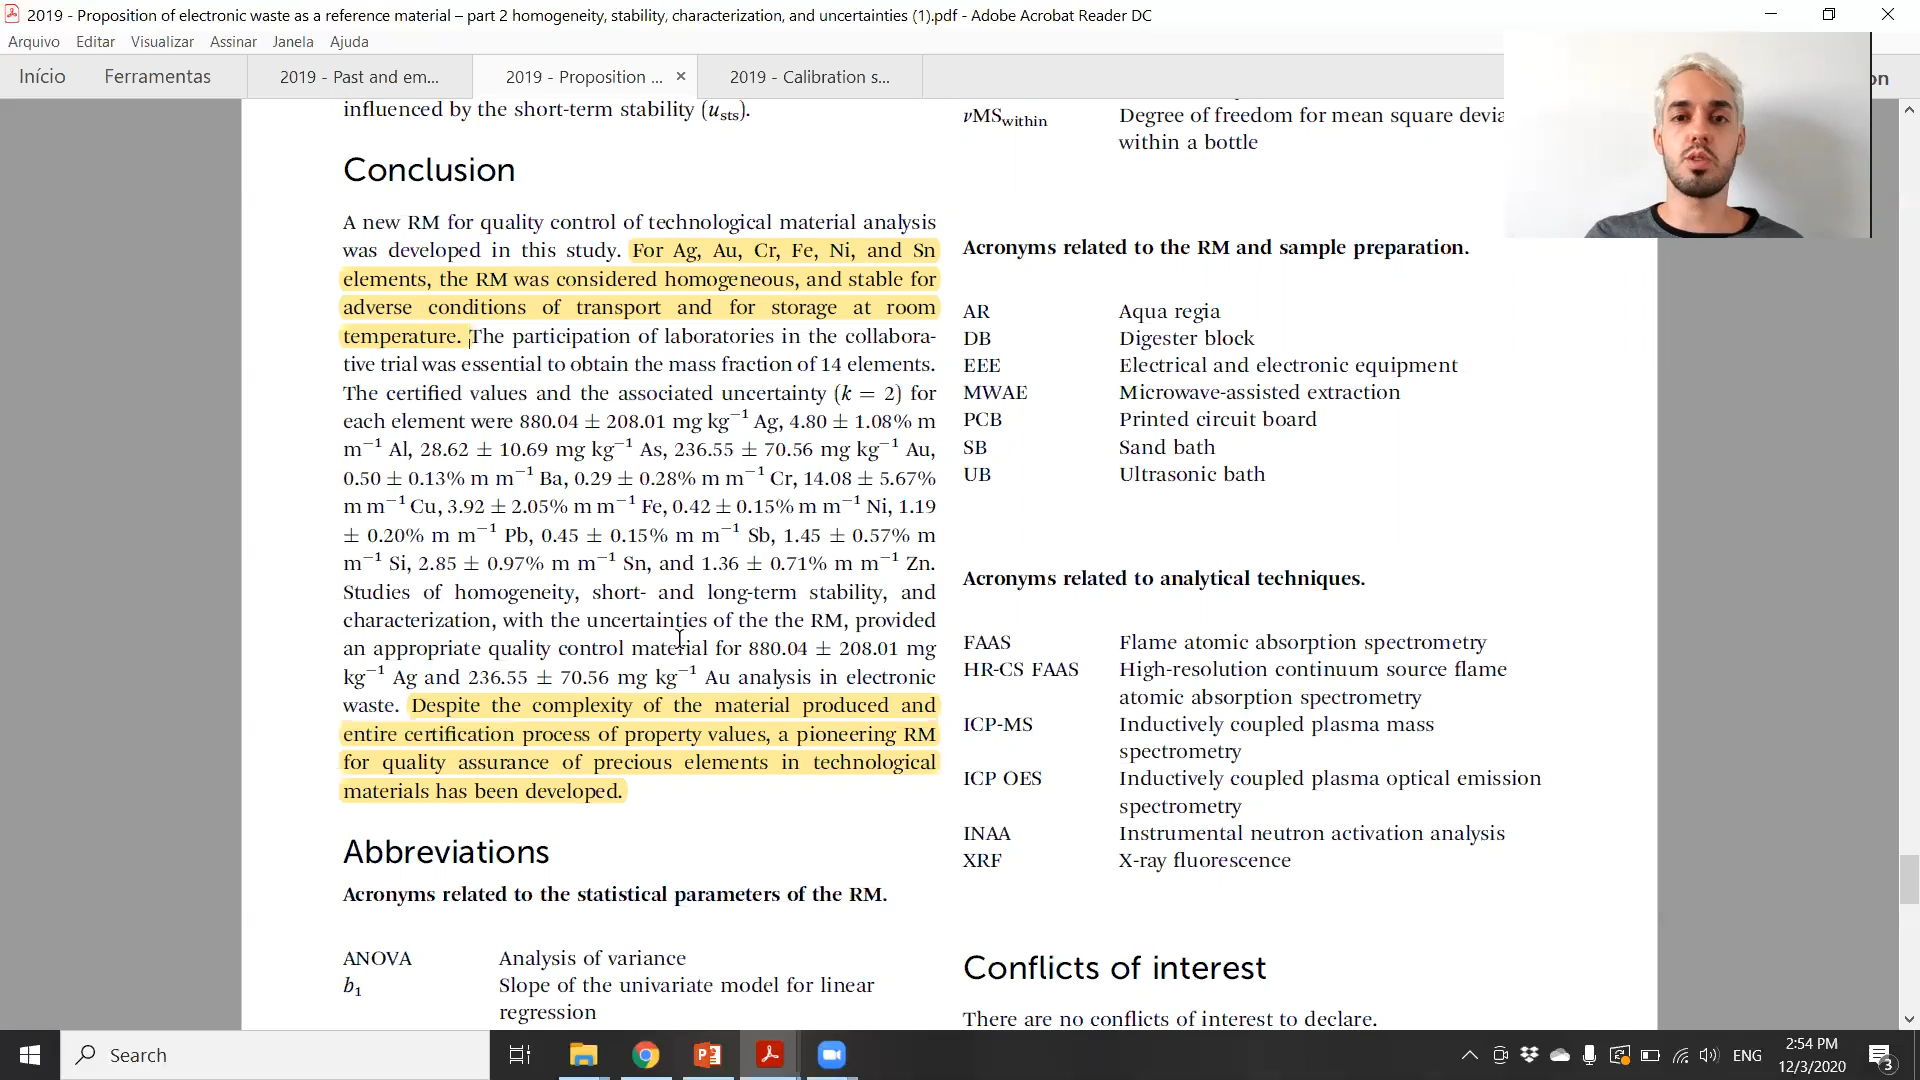 2019 - Proposition of electronic waste as a reference material – part 2 homogeneity, stability, characterization, and uncertainties (1).pdf - Adobe Acrobat Reader DC
Arquivo Editar Visualizar Assinar Janela Ajuda
Início Ferramentas 2019 - Past and em... 2019 - Proposition ... × 2019 - Calibration s... on
influenced by the short-term stability (usts).
Conclusion
A new RM for quality control of technological material analysis
was developed in this study. For Ag, Au, Cr, Fe, Ni, and Sn
elements, the RM was considered homogeneous, and stable for
adverse conditions of transport and for storage at room
temperature. The participation of laboratories in the collabora-
tive trial was essential to obtain the mass fraction of 14 elements.
The certified values and the associated uncertainty (k = 2) for
each element were 880.04 ± 208.01 mg kg⁻¹ Ag, 4.80 ± 1.08% m
m⁻¹ Al, 28.62 ± 10.69 mg kg⁻¹ As, 236.55 ± 70.56 mg kg⁻¹ Au,
0.50 ± 0.13% m m⁻¹ Ba, 0.29 ± 0.28% m m⁻¹ Cr, 14.08 ± 5.67%
m m⁻¹ Cu, 3.92 ± 2.05% m m⁻¹ Fe, 0.42 ± 0.15% m m⁻¹ Ni, 1.19
± 0.20% m m⁻¹ Pb, 0.45 ± 0.15% m m⁻¹ Sb, 1.45 ± 0.57% m
m⁻¹ Si, 2.85 ± 0.97% m m⁻¹ Sn, and 1.36 ± 0.71% m m⁻¹ Zn.
Studies of homogeneity, short- and long-term stability, and
characterization, with the uncertainties of the the RM, provided
an appropriate quality control material for 880.04 ± 208.01 mg
kg⁻¹ Ag and 236.55 ± 70.56 mg kg⁻¹ Au analysis in electronic
waste. Despite the complexity of the material produced and
entire certification process of property values, a pioneering RM
for quality assurance of precious elements in technological
materials has been developed.
Abbreviations
Acronyms related to the statistical parameters of the RM.
ANOVA Analysis of variance
b₁ Slope of the univariate model for linear
regression
νMSwithin Degree of freedom for mean square devia
within a bottle
Acronyms related to the RM and sample preparation.
AR Aqua regia
DB Digester block
EEE Electrical and electronic equipment
MWAE Microwave-assisted extraction
PCB Printed circuit board
SB Sand bath
UB Ultrasonic bath
Acronyms related to analytical techniques.
FAAS Flame atomic absorption spectrometry
HR-CS FAAS High-resolution continuum source flame
atomic absorption spectrometry
ICP-MS Inductively coupled plasma mass
spectrometry
ICP OES Inductively coupled plasma optical emission
spectrometry
INAA Instrumental neutron activation analysis
XRF X-ray fluorescence
Conflicts of interest
There are no conflicts of interest to declare.
Search
ENG
2:54 PM
12/3/2020
3